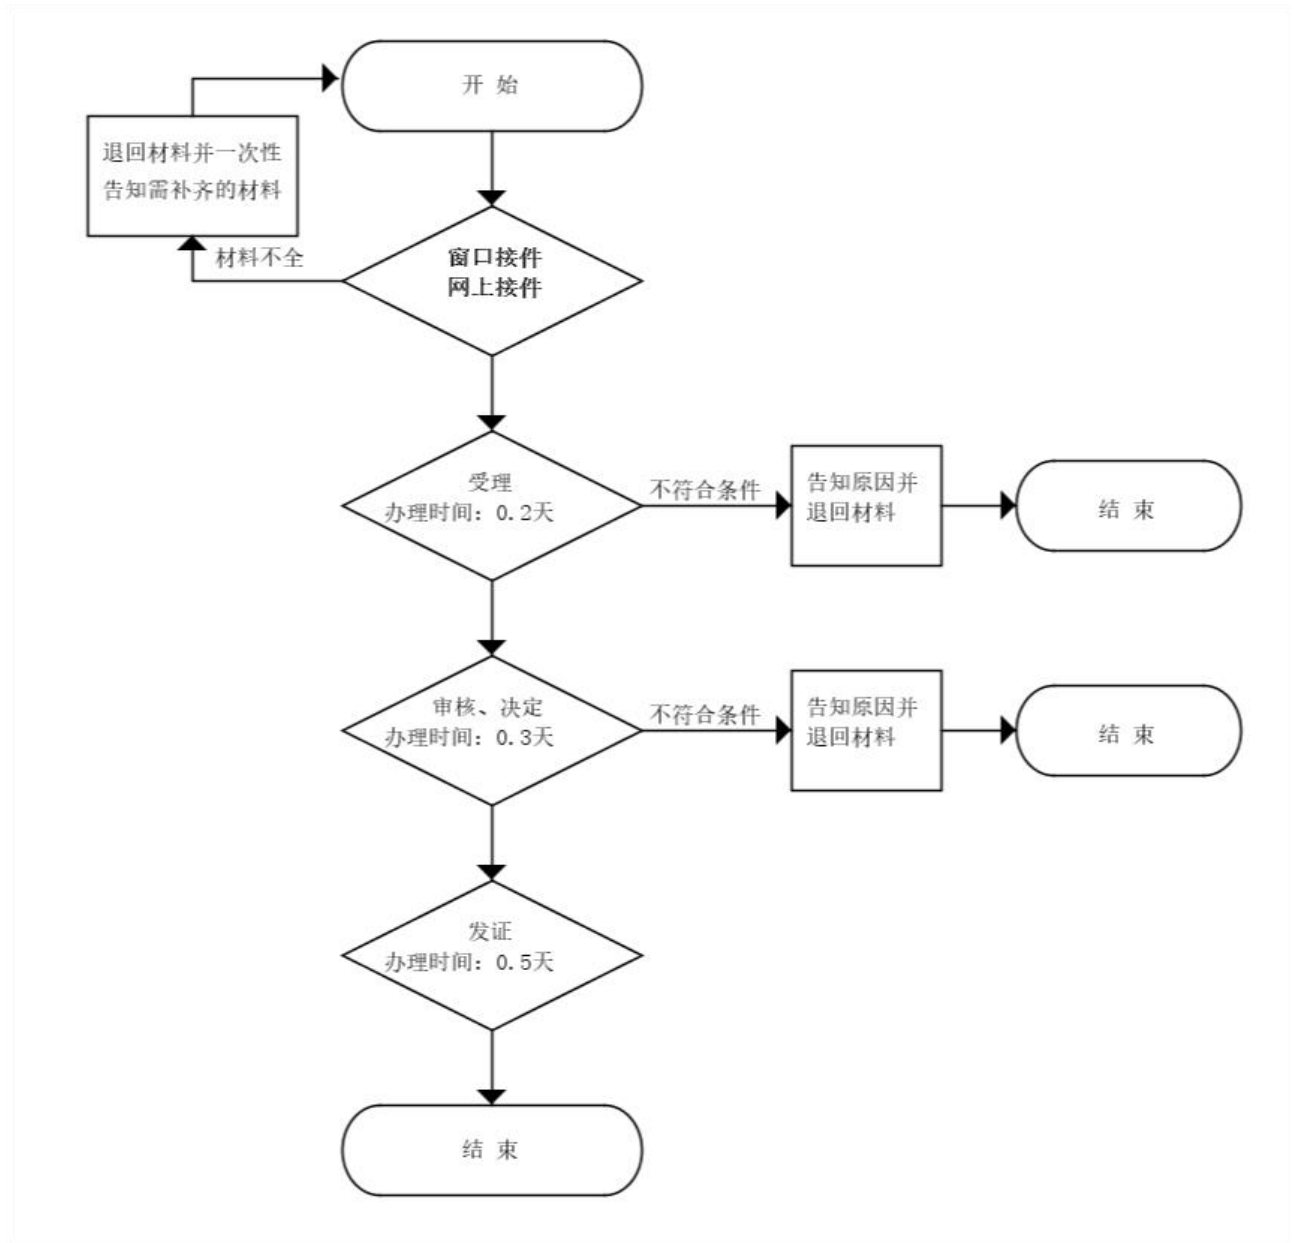 开 始
退回材料并一次性
告知需补齐的材料
材料不全
窗口接件
网上接件
受理
办理时间：0.2天
不符合条件
告知原因并
退回材料
结 束
审核、决定
办理时间：0.3天
不符合条件
告知原因并
退回材料
结 束
发证
办理时间：0.5天
结 束